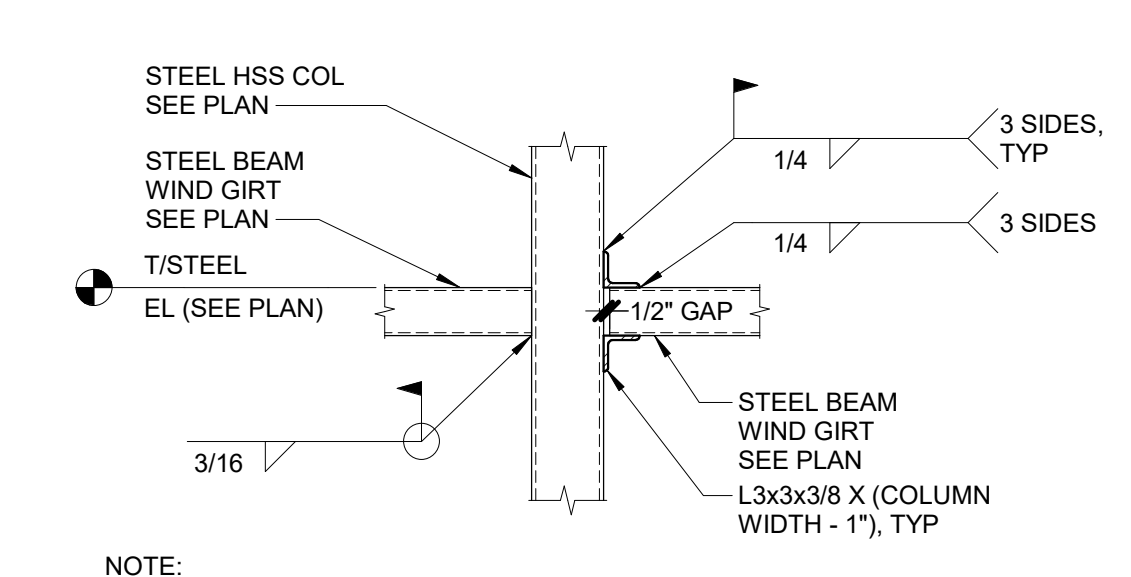 STEEL HSS COL
SEE PLAN
STEEL BEAM
WIND GIRT
SEE PLAN
T/STEEL
EL (SEE PLAN)
3/16
1/4
3 SIDES,
TYP
1/4
3 SIDES
1/2" GAP
STEEL BEAM
WIND GIRT
SEE PLAN
L3x3x3/8 X (COLUMN
WIDTH - 1"), TYP
NOTE: